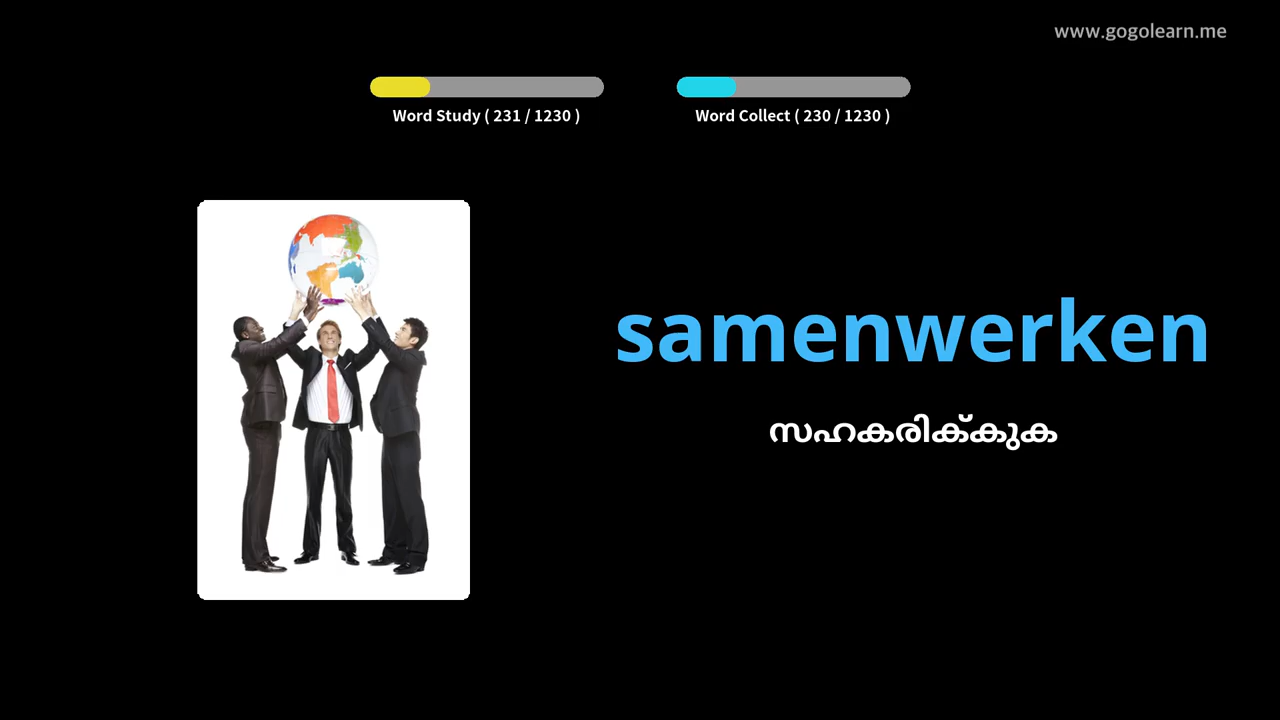 www.gogolearn.me
Word Study ( 231 / 1230 )
Word Collect ( 230 / 1230 )
samenwerken
സഹകരിക്കുക